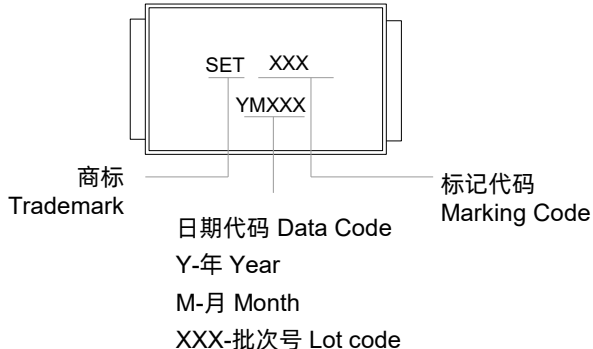 SET XXX
YMXXX
商标
Trademark
标记代码
Marking Code
日期代码 Data Code
Y-年 Year
M-月 Month
XXX-批次号 Lot code